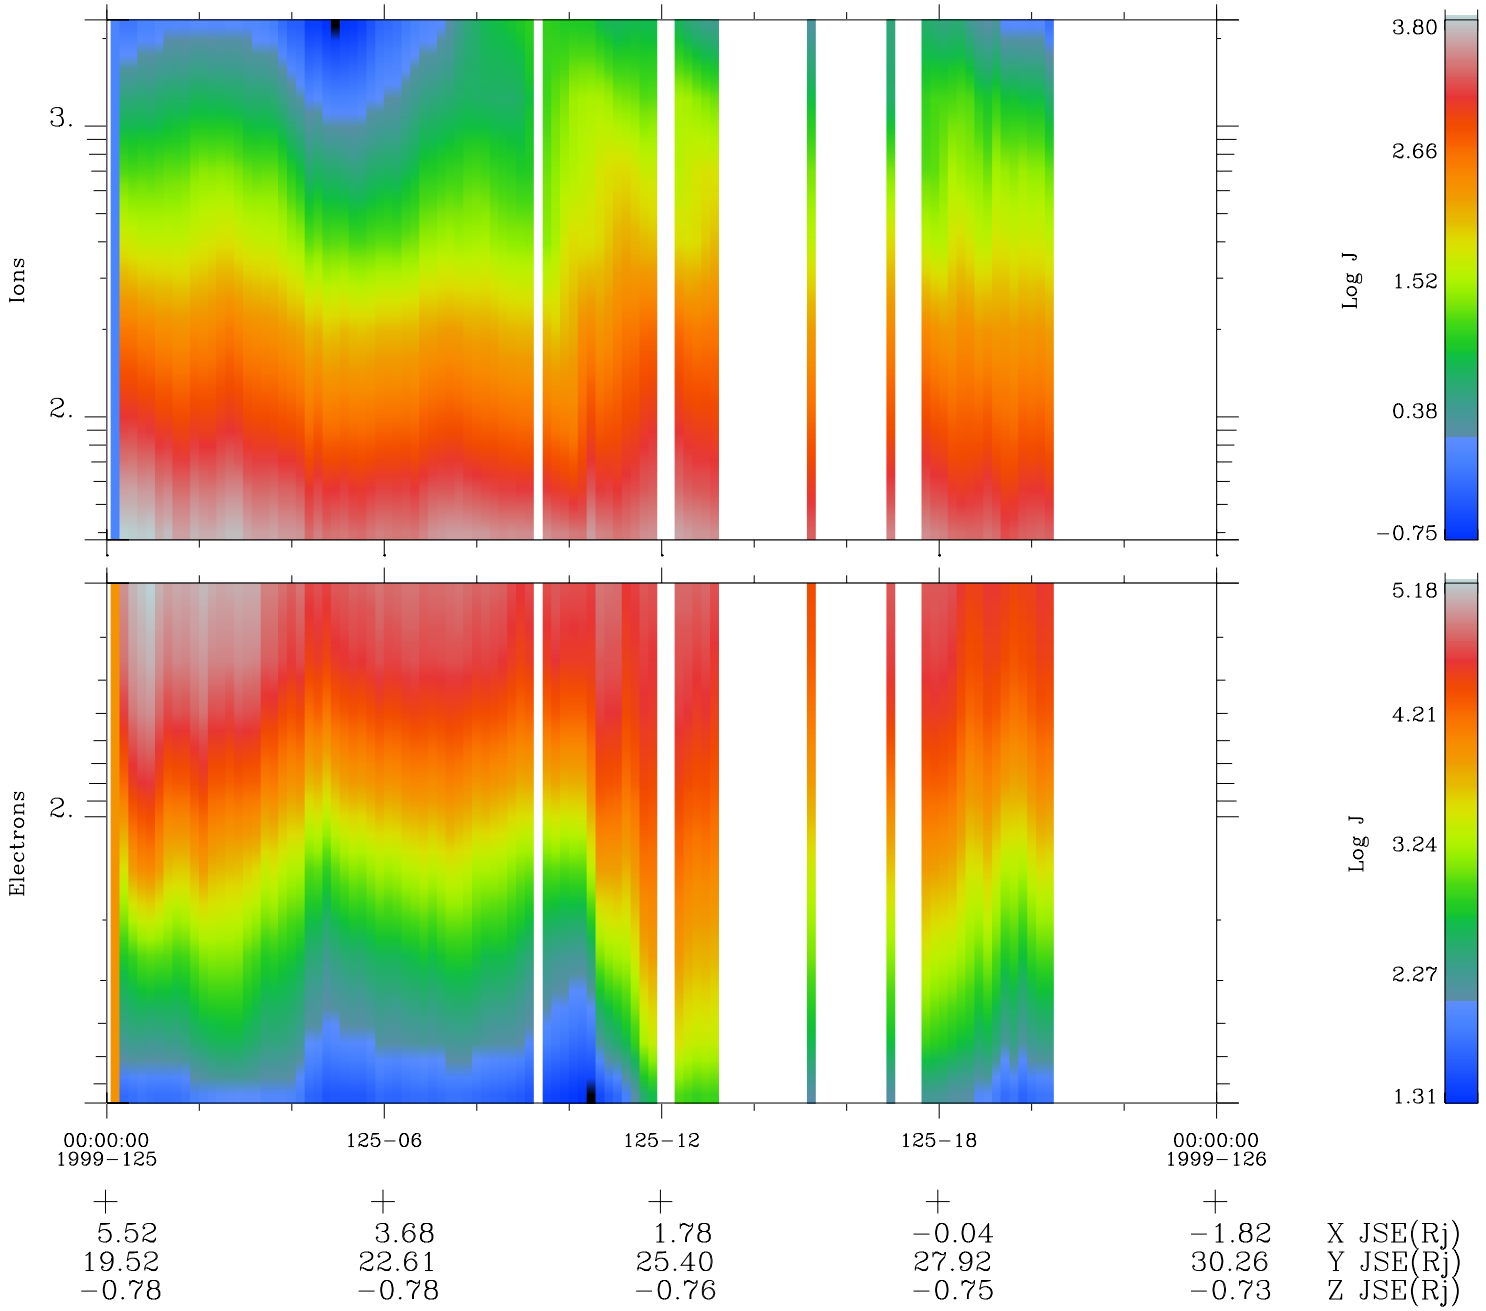 3.
2.
Ions
3.80
2.66
1.52
0.38
−0.75
Log J
2.
Electrons
5.18
4.21
3.24
2.27
1.31
Log J
00:00:00 125−06 125−12 125−18 00:00:00
1999−125 1999−126
5.52 3.68 1.78 −0.04 −1.82 X JSE(Rj)
19.52 22.61 25.40 27.92 30.26 Y JSE(Rj)
−0.78 −0.78 −0.76 −0.75 −0.73 Z JSE(Rj)